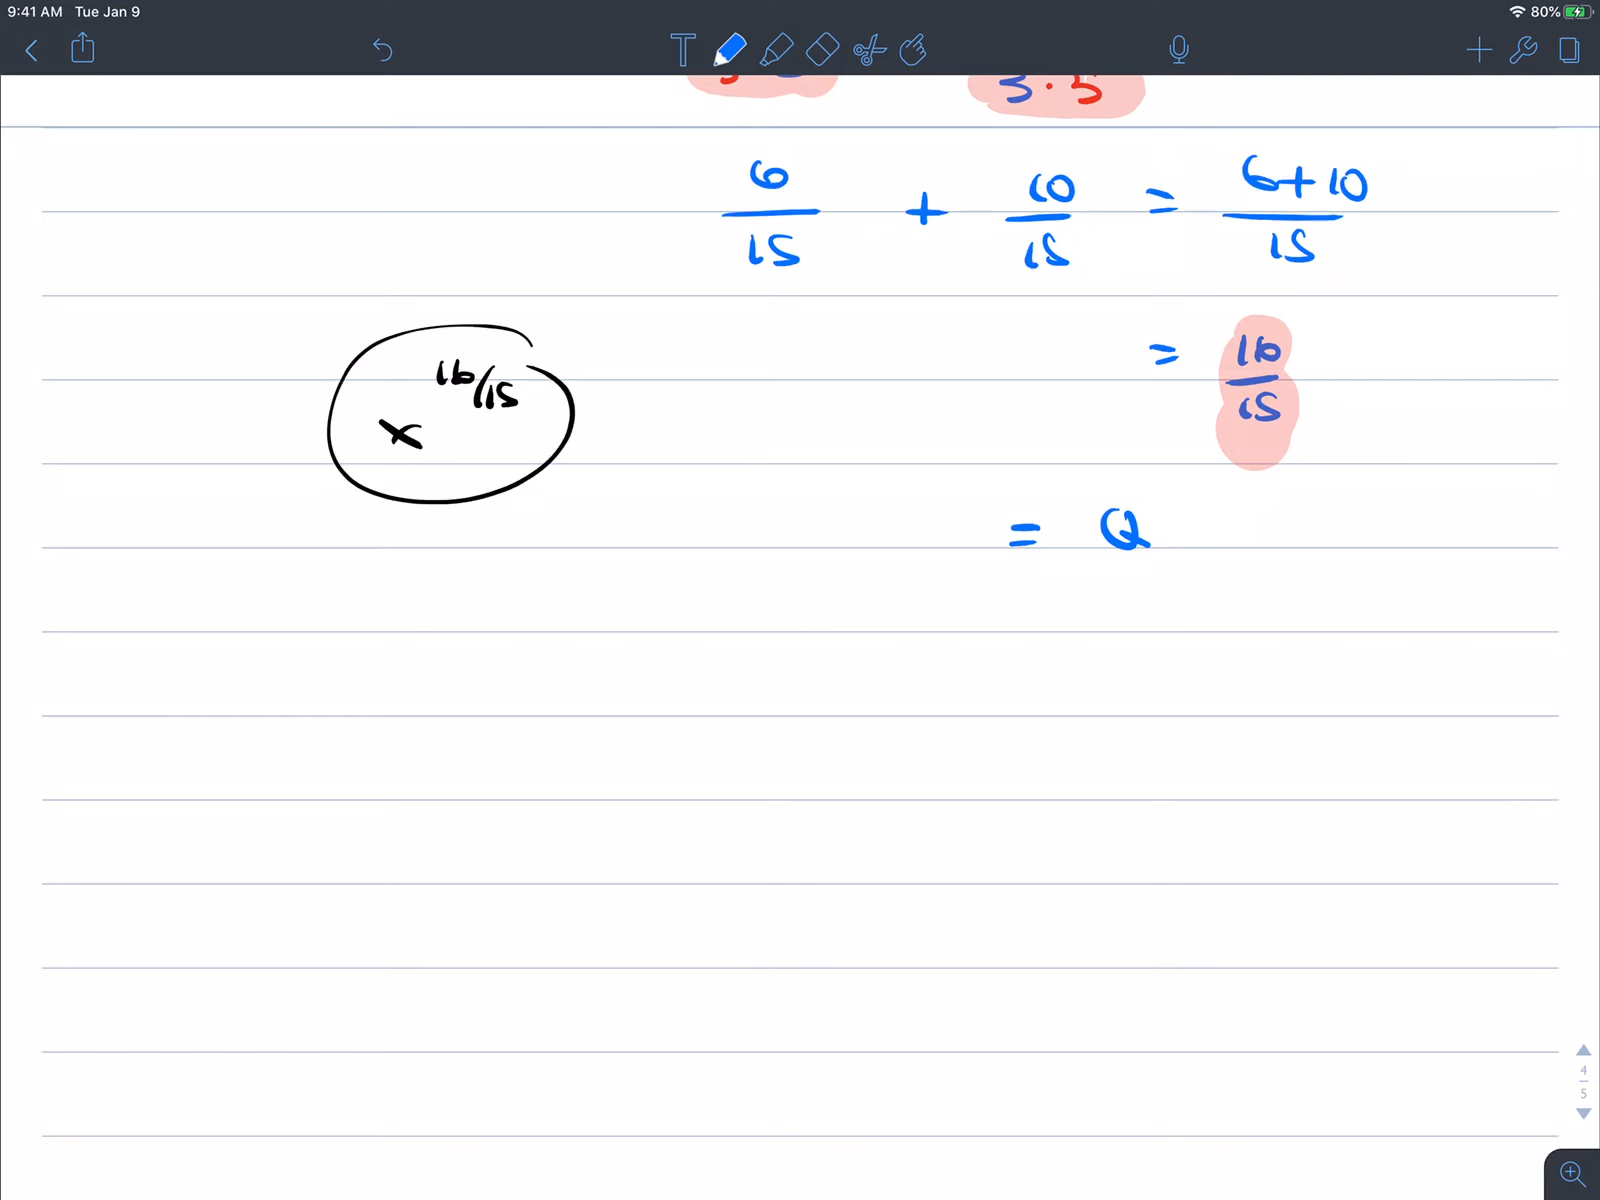 9:41 AM Tue Jan 9 80%
T
3 · 5
6/15 + 10/15 = (6+10)/15
= 16/15
x^16/15
= Q
4
5